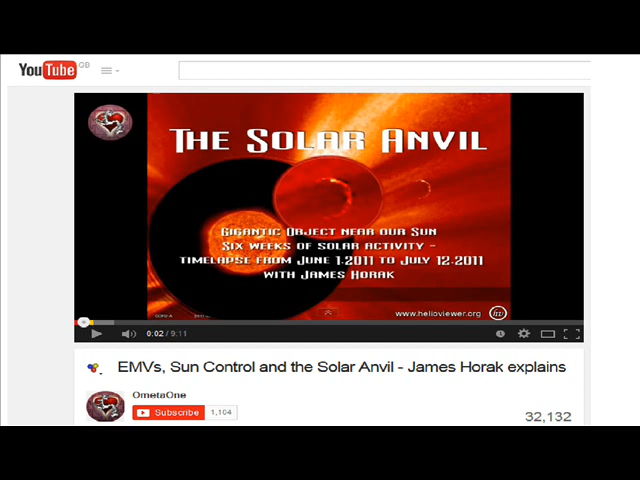 YouTube GB
THE SOLAR ANVIL
GIGANTIC OBJECT NEAR OUR SUN
SIX WEEKS OF SOLAR ACTIVITY -
TIMELAPSE FROM JUNE 1,2011 TO JULY 12,2011
WITH JAMES HORAK
www.helioviewer.org
0:02 / 9:11
EMVs, Sun Control and the Solar Anvil - James Horak explains
OmetaOne
Subscribe 1,104
32,132